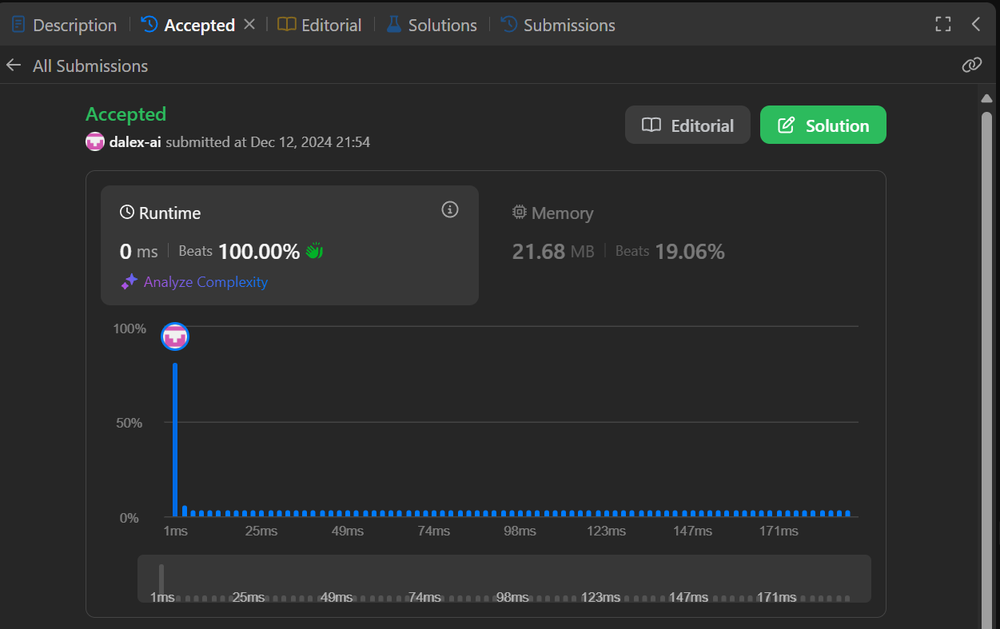 Description Accepted Editorial Solutions Submissions
All Submissions
Accepted
dalex-ai submitted at Dec 12, 2024 21:54
Editorial Solution
Runtime
0 ms Beats 100.00%
Analyze Complexity
Memory
21.68 MB Beats 19.06%
100%
50%
0%
1ms 25ms 49ms 74ms 98ms 123ms 147ms 171ms
1ms 25ms 49ms 74ms 98ms 123ms 147ms 171ms